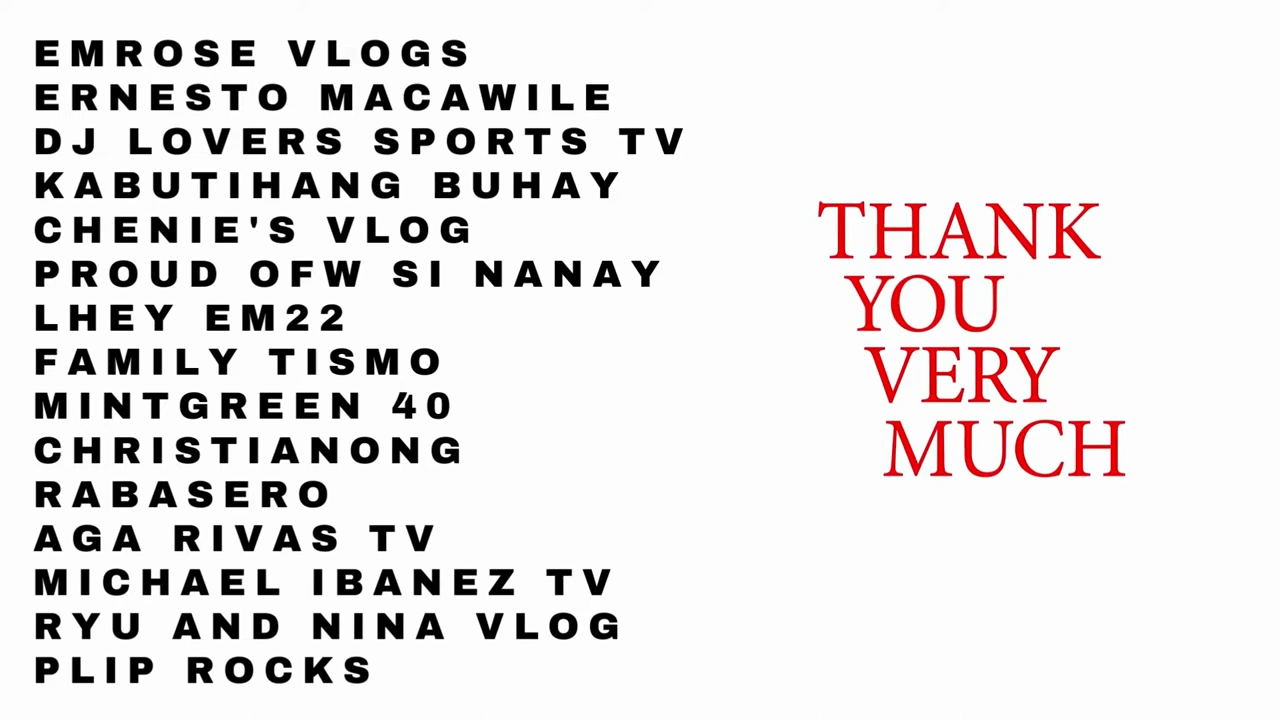 EMROSE VLOGS
ERNESTO MACAWILE
DJ LOVERS SPORTS TV
KABUTIHANG BUHAY
CHENIE'S VLOG
PROUD OFW SI NANAY
LHEY EM22
FAMILY TISMO
MINTGREEN 40
CHRISTIANONG
RABASERO
AGA RIVAS TV
MICHAEL IBANEZ TV
RYU AND NINA VLOG
PLIP ROCKS
THANK
YOU
VERY
MUCH